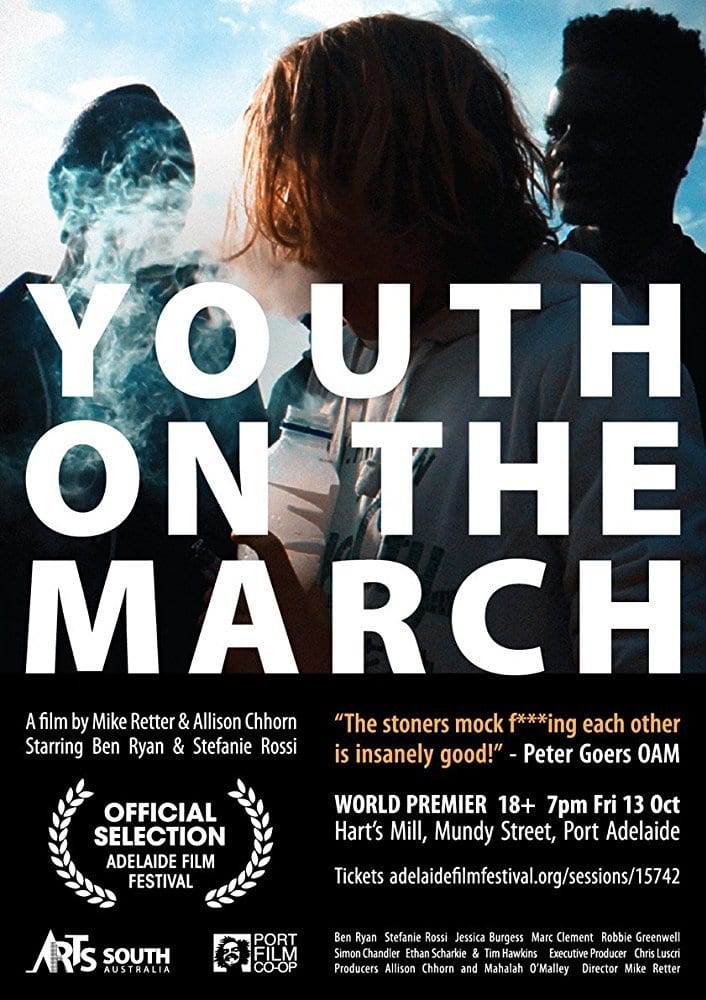 YOUTH
ON THE
MARCH
A film by Mike Retter & Allison Chhorn
Starring Ben Ryan & Stefanie Rossi
OFFICIAL
SELECTION
ADELAIDE FILM
FESTIVAL
"The stoners mock f***ing each other
is insanely good!" - Peter Goers OAM
WORLD PREMIER 18+ 7pm Fri 13 Oct
Hart's Mill, Mundy Street, Port Adelaide
Tickets adelaidefilmfestival.org/sessions/15742
ARTS SOUTH
AUSTRALIA
PORT
FILM
CO-OP
Ben Ryan Stefanie Rossi Jessica Burgess Marc Clement Robbie Greenwell
Simon Chandler Ethan Scharkie & Tim Hawkins Executive Producer Chris Luscri
Producers Allison Chhorn and Mahalah O'Malley Director Mike Retter